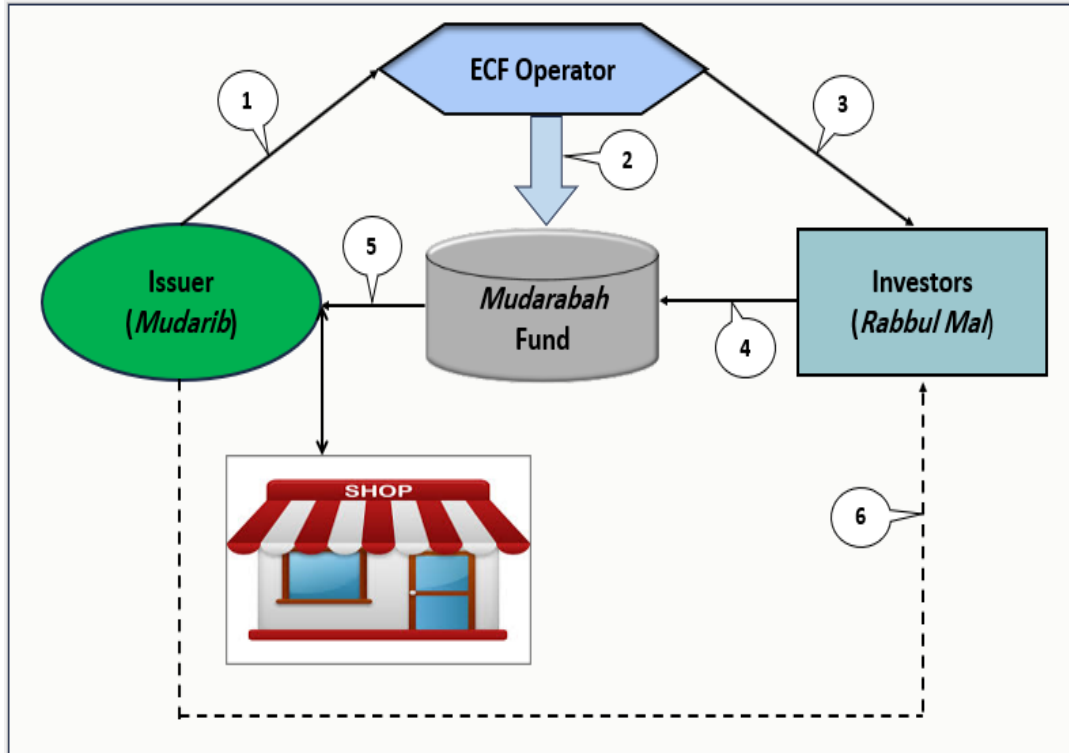 ECF Operator
1
3
2
5
Issuer
(Mudarib)
Mudarabah
Fund
Investors
(Rabbul Mal)
4
SHOP
6